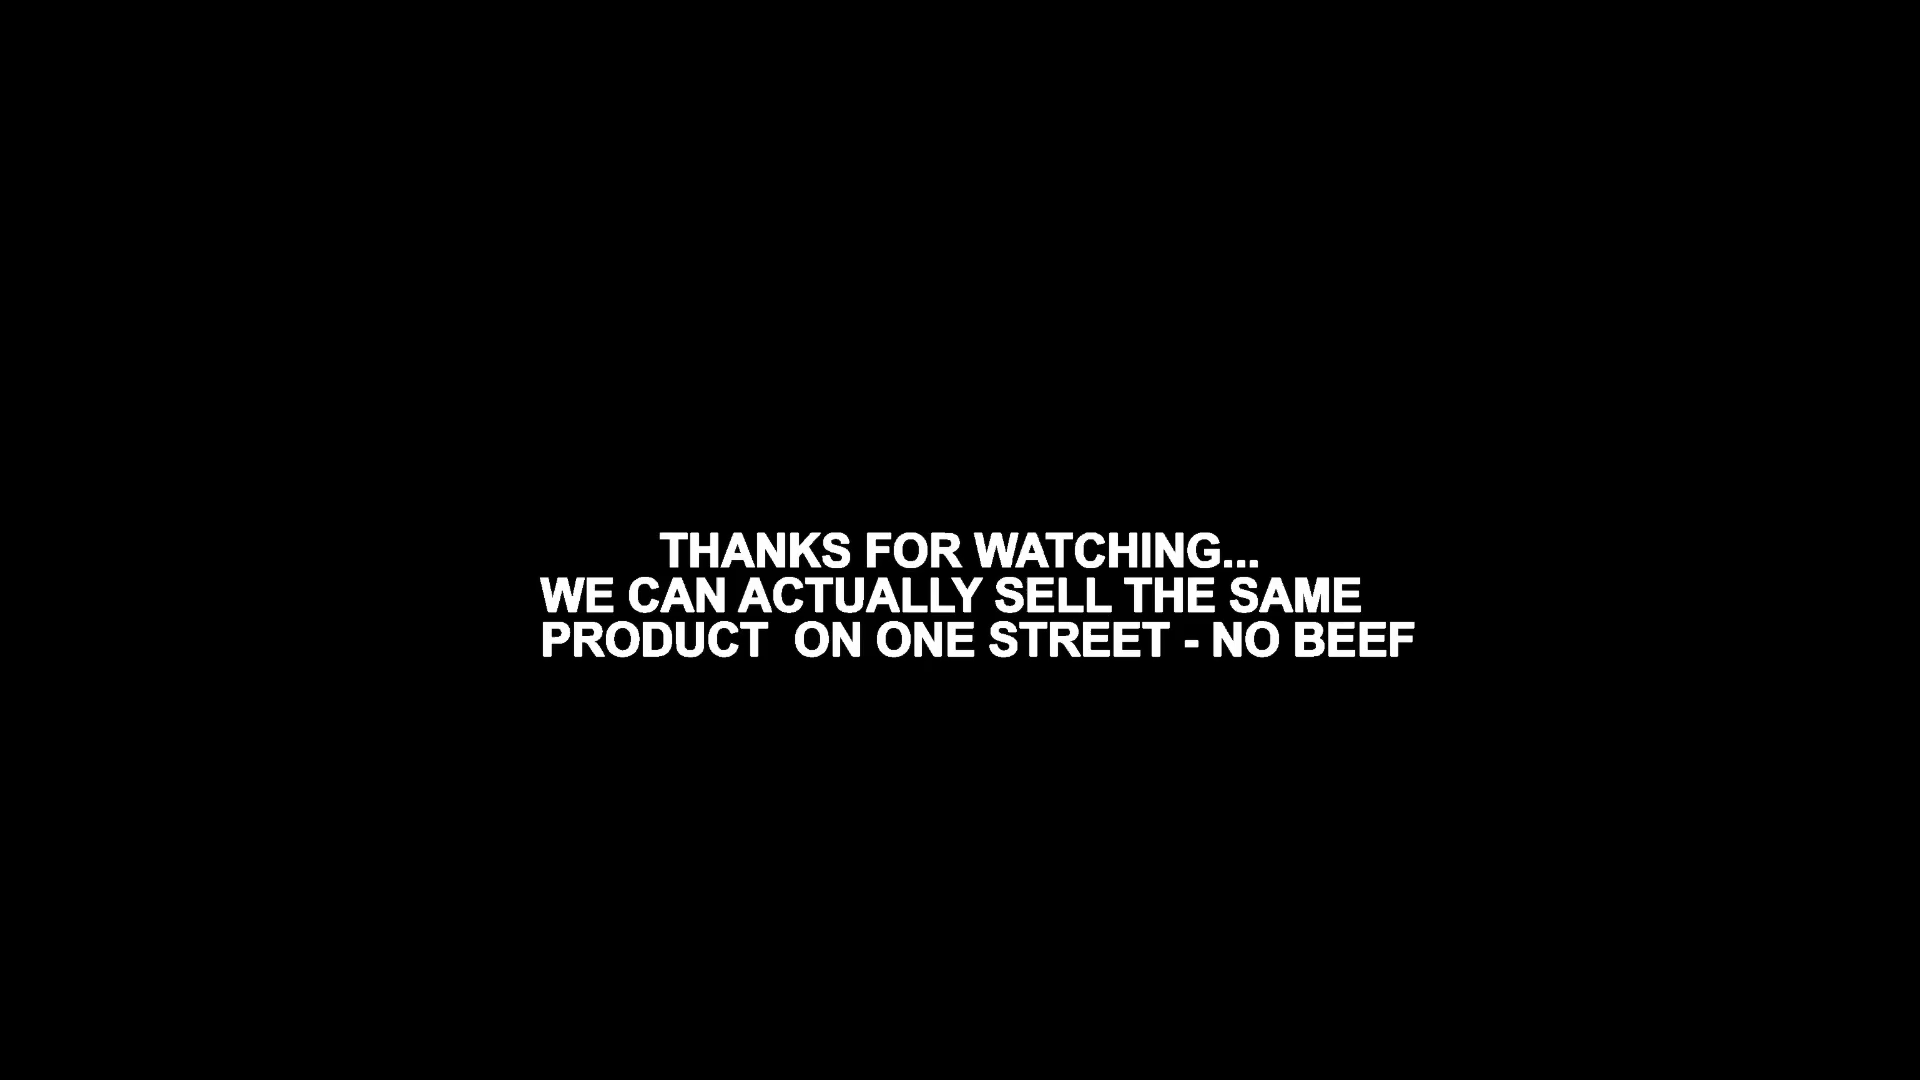 THANKS FOR WATCHING...
WE CAN ACTUALLY SELL THE SAME
PRODUCT  ON ONE STREET - NO BEEF